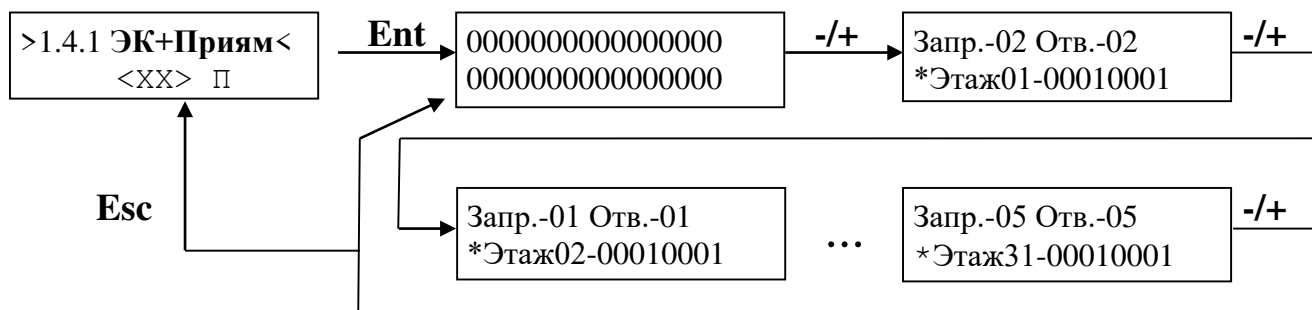 >1.4.1 ЭК+Приям<
<XX> П
Ent
0000000000000000
0000000000000000
-/+
Запр.-02 Отв.-02
*Этаж01-00010001
-/+
Esc
Запр.-01 Отв.-01
*Этаж02-00010001
...
Запр.-05 Отв.-05
*Этаж31-00010001
-/+